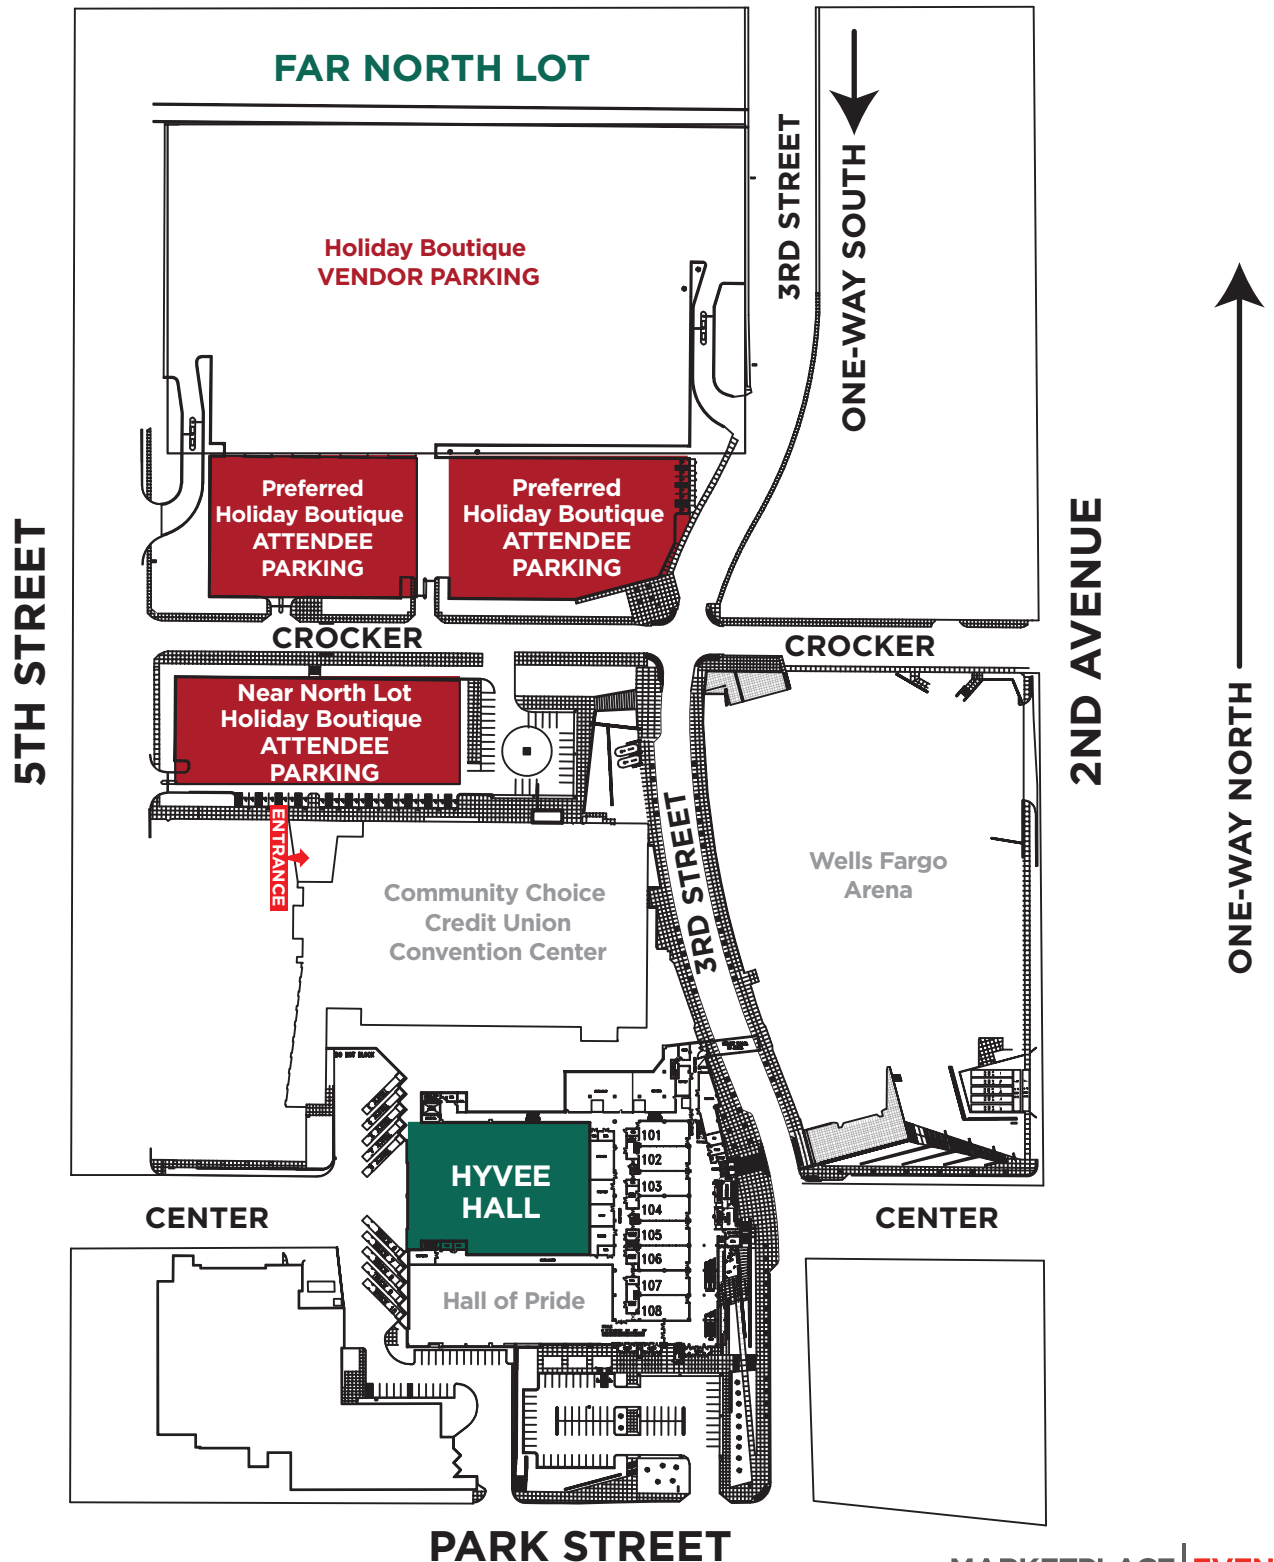 FAR NORTH LOT
3RD STREET
ONE-WAY SOUTH
Holiday Boutique
VENDOR PARKING
Preferred
Holiday Boutique
ATTENDEE
PARKING
Preferred
Holiday Boutique
ATTENDEE
PARKING
5TH STREET
2ND AVENUE
ONE-WAY NORTH
CROCKER
CROCKER
Near North Lot
Holiday Boutique
ATTENDEE
PARKING
ENTRANCE
3RD STREET
Wells Fargo
Arena
Community Choice
Credit Union
Convention Center
DO NOT BLOCK
101
102
103
104
105
106
107
108
HYVEE
HALL
CENTER
CENTER
Hall of Pride
PARK STREET